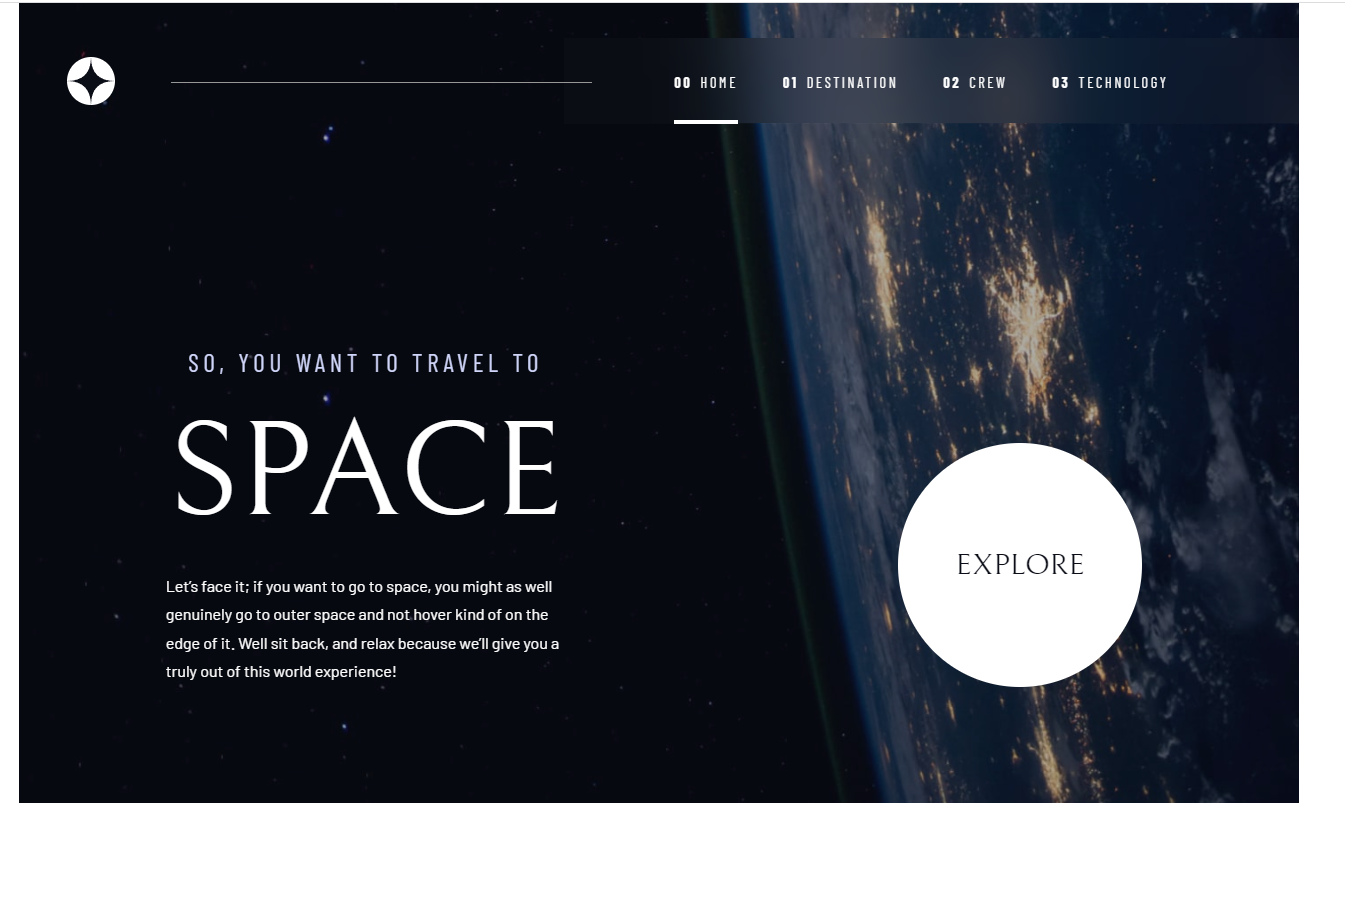 00 HOME 01 DESTINATION 02 CREW 03 TECHNOLOGY
SO, YOU WANT TO TRAVEL TO
SPACE
Let’s face it; if you want to go to space, you might as well
genuinely go to outer space and not hover kind of on the
edge of it. Well sit back, and relax because we’ll give you a
truly out of this world experience!
EXPLORE